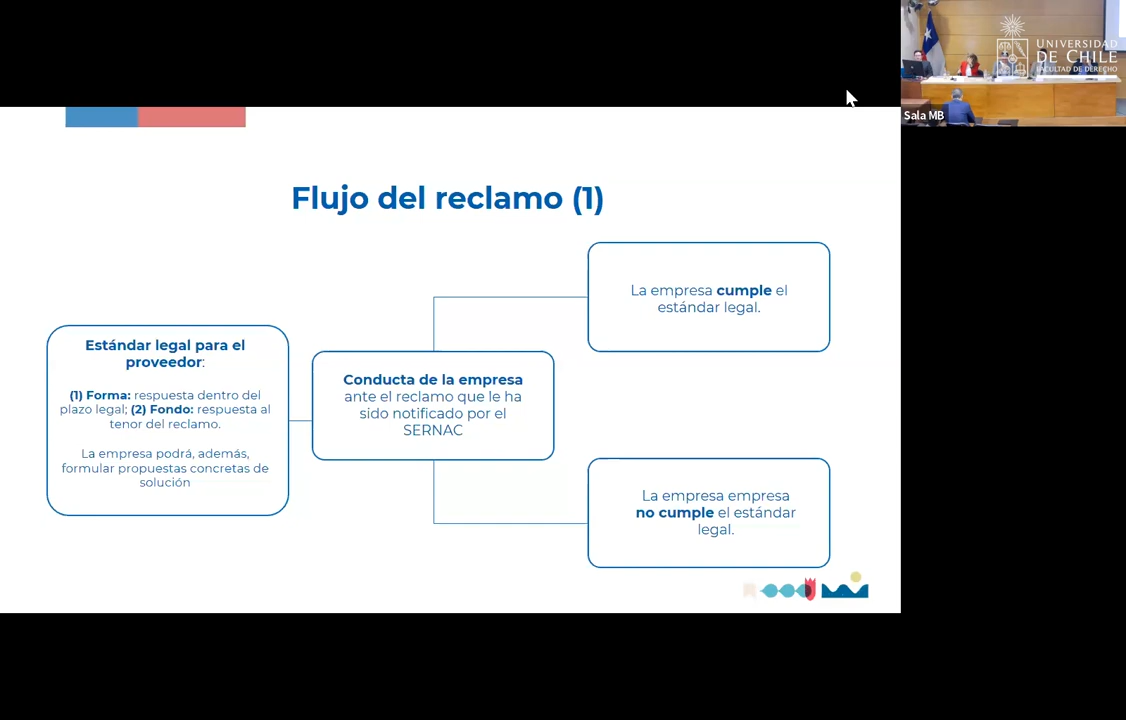 UNIVERSIDAD
DE CHILE
FACULTAD DE DERECHO
Sala MB
Flujo del reclamo (1)
Estándar legal para el
proveedor:
(1) Forma: respuesta dentro del
plazo legal; (2) Fondo: respuesta al
tenor del reclamo.
La empresa podrá, además,
formular propuestas concretas de
solución
Conducta de la empresa
ante el reclamo que le ha
sido notificado por el
SERNAC
La empresa cumple el
estándar legal.
La empresa empresa
no cumple el estándar
legal.